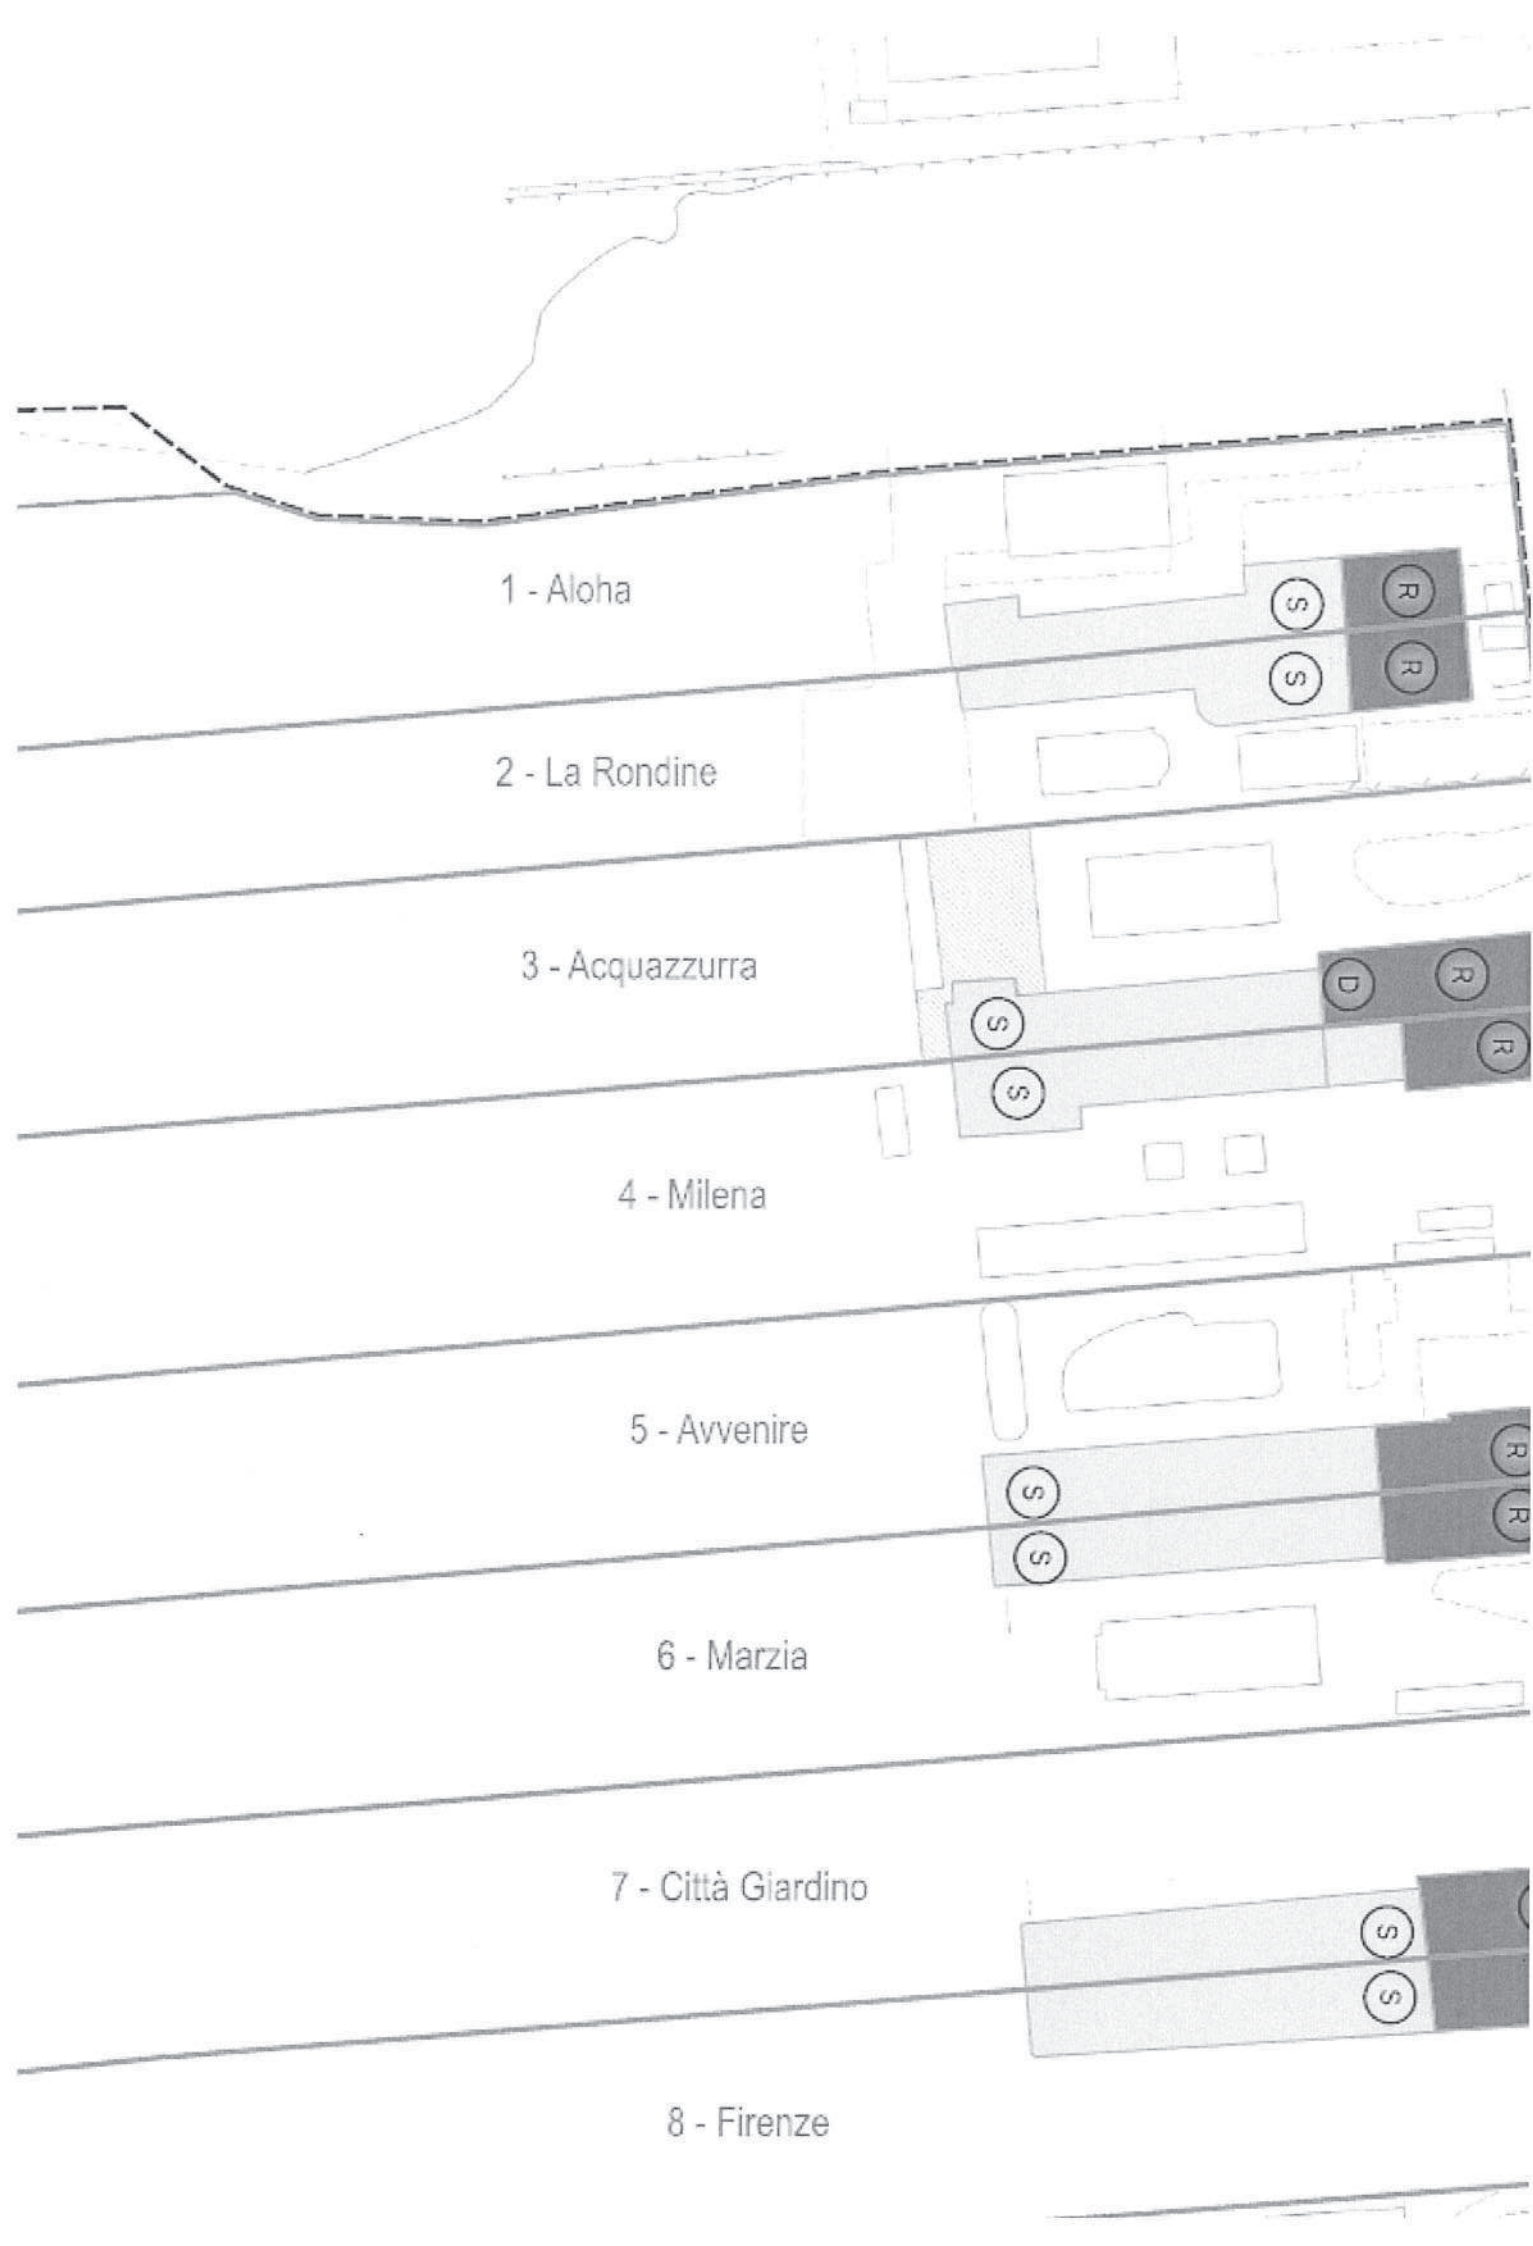 1 - Aloha
S
R
S
R
2 - La Rondine
3 - Acquazzurra
S
D
R
R
S
4 - Milena
5 - Avvenire
S
R
S
R
6 - Marzia
7 - Città Giardino
S
S
8 - Firenze